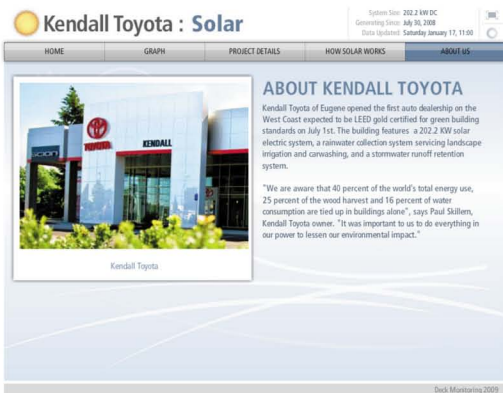 Kendall Toyota : Solar
System Size: 202.2 kW DC
Generating Since: July 30, 2008
Data Updated: Saturday January 17, 11:00
HOME GRAPH PROJECT DETAILS HOW SOLAR WORKS ABOUT US
ABOUT KENDALL TOYOTA
Kendall Toyota of Eugene opened the first auto dealership on the
West Coast expected to be LEED gold certified for green building
standards on July 1st. The building features a 202.2 KW solar
electric system, a rainwater collection system servicing landscape
irrigation and carwashing, and a stormwater runoff retention
system.
"We are aware that 40 percent of the world's total energy use,
25 percent of the wood harvest and 16 percent of water
consumption are tied up in buildings alone", says Paul Skillern,
Kendall Toyota owner. "It was important to us to do everything in
our power to lessen our environmental impact."
scion
TOYOTA
KENDALL
Kendall Toyota
Deck Monitoring 2009